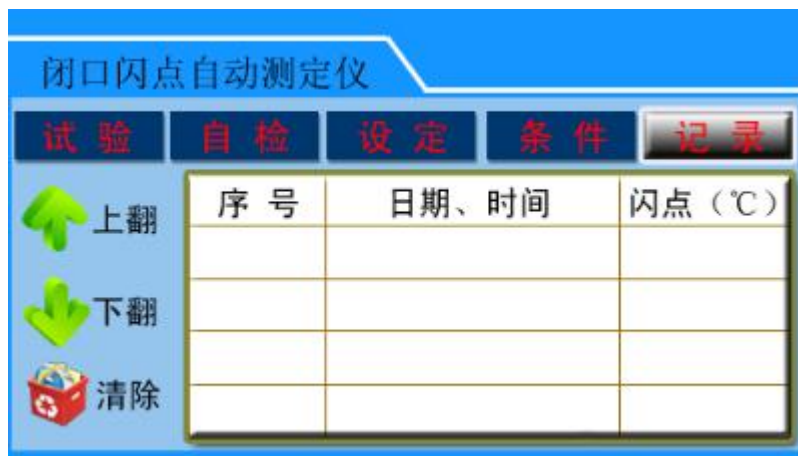 闭口闪点自动测定仪
试 验 自 检 设 定 条 件 记 录
上翻
下翻
清除
序 号 日期、时间 闪点（℃）